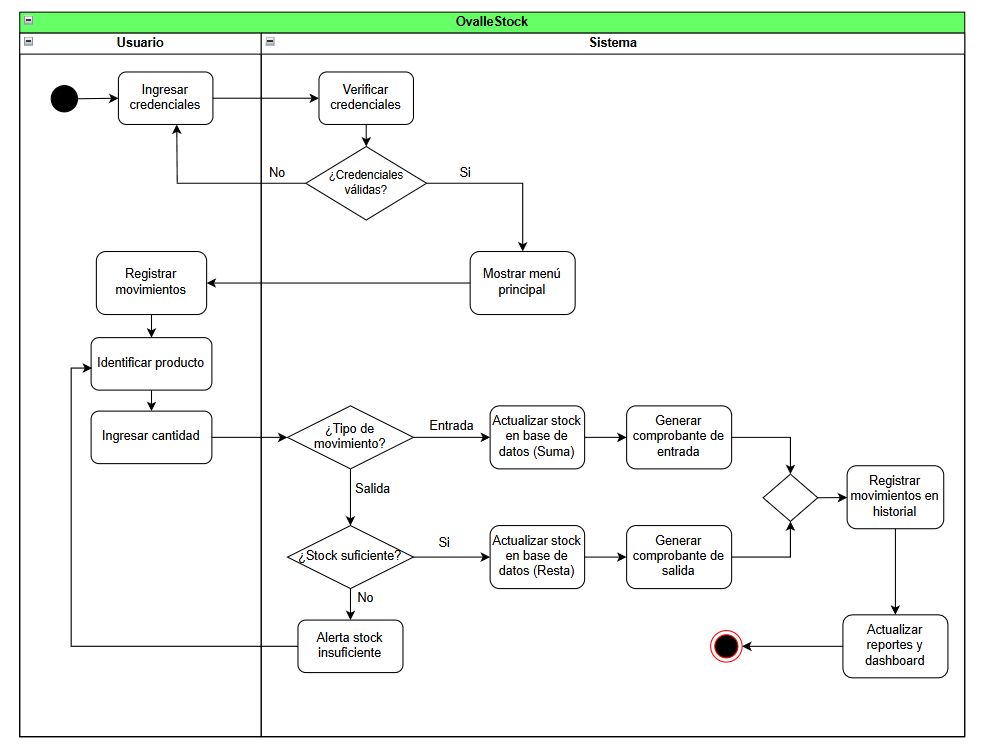 OvalleStock
Usuario
Sistema
Ingresar
credenciales
Verificar
credenciales
¿Credenciales
válidas?
No
Si
Registrar
movimientos
Mostrar menú
principal
Identificar producto
Ingresar cantidad
¿Tipo de
movimiento?
Entrada
Actualizar stock
en base de
datos (Suma)
Generar
comprobante de
entrada
Salida
Registrar
movimientos en
historial
¿Stock suficiente?
Si
Actualizar stock
en base de
datos (Resta)
Generar
comprobante de
salida
No
Alerta stock
insuficiente
Actualizar
reportes y
dashboard